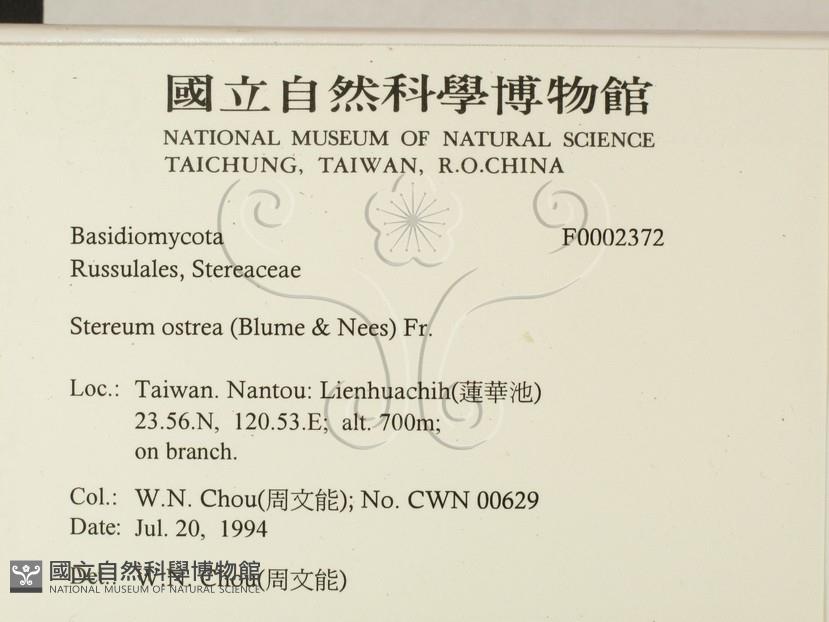 國立自然科學博物館
NATIONAL MUSEUM OF NATURAL SCIENCE
TAICHUNG, TAIWAN, R.O.CHINA
Basidiomycota F0002372
Russulales, Stereaceae
Stereum ostrea (Blume & Nees) Fr.
Loc.: Taiwan. Nantou: Lienhuachih(蓮華池)
23.56.N, 120.53.E; alt. 700m;
on branch.
Col.: W.N. Chou(周文能); No. CWN 00629
Date: Jul. 20, 1994
Det.: W.N. Chou(周文能)
國立自然科學博物館
NATIONAL MUSEUM OF NATURAL SCIENCE